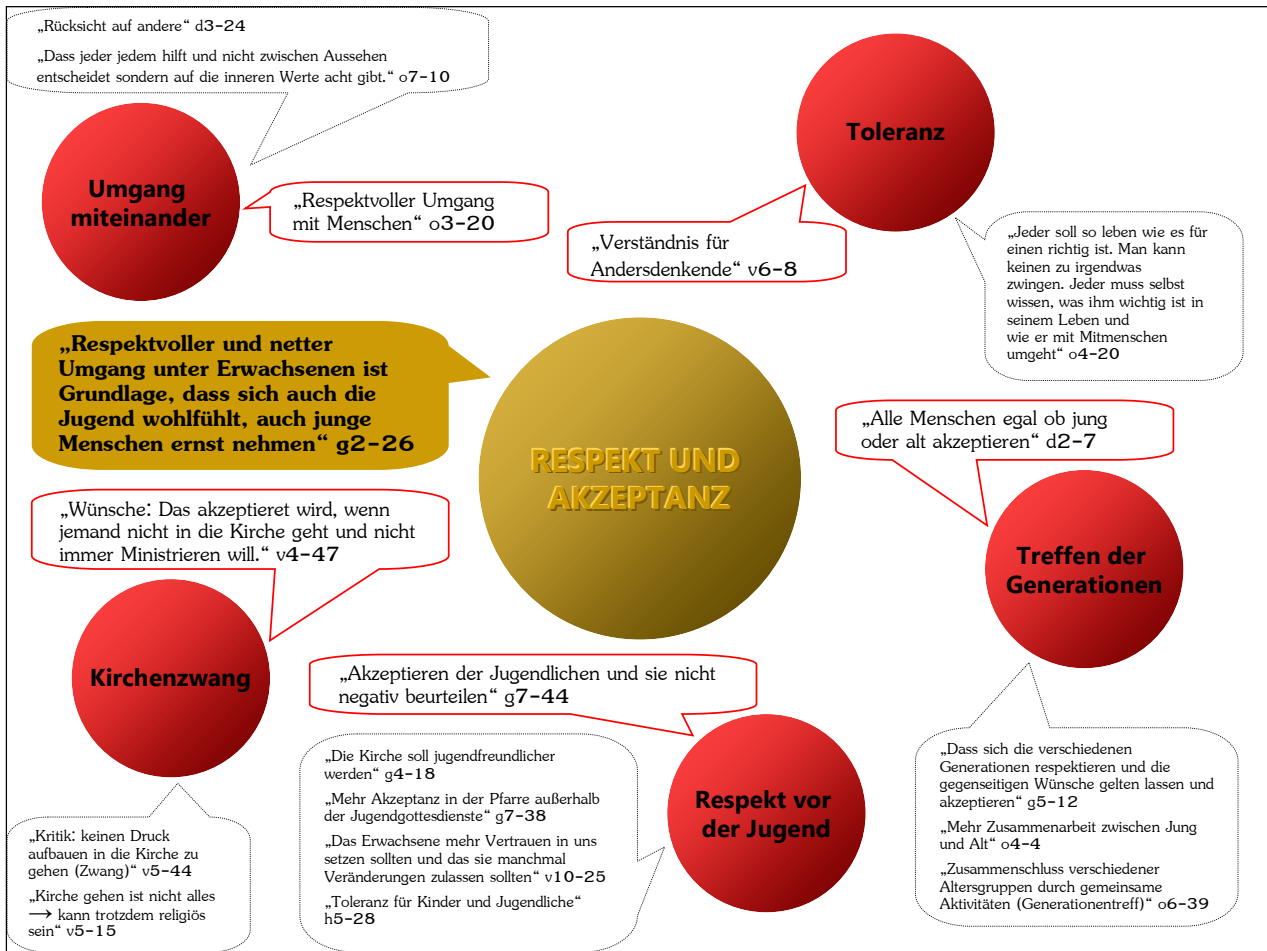 „Rücksicht auf andere“ d3-24
„Dass jeder jedem hilft und nicht zwischen Aussehen
entscheidet sondern auf die inneren Werte acht gibt.“ o7-10
Umgang
miteinander
„Respektvoller Umgang
mit Menschen“ o3-20
Toleranz
„Verständnis für
Andersdenkende“ v6-8
„Jeder soll so leben wie es für
einen richtig ist. Man kann
keinen zu irgendwas
zwingen. Jeder muss selbst
wissen, was ihm wichtig ist in
seinem Leben und
wie er mit Mitmenschen
umgeht“ o4-20
„Respektvoller und netter
Umgang unter Erwachsenen ist
Grundlage, dass sich auch die
Jugend wohlfühlt, auch junge
Menschen ernst nehmen“ g2-26
RESPEKT UND
AKZEPTANZ
„Alle Menschen egal ob jung
oder alt akzeptieren“ d2-7
Treffen der
Generationen
„Wünsche: Das akzeptieret wird, wenn
jemand nicht in die Kirche geht und nicht
immer Ministrieren will.“ v4-47
Kirchenzwang
„Kritik: keinen Druck
aufbauen in die Kirche zu
gehen (Zwang)“ v5-44
„Kirche gehen ist nicht alles
→ kann trotzdem religiös
sein“ v5-15
„Akzeptieren der Jugendlichen und sie nicht
negativ beurteilen“ g7-44
„Die Kirche soll jugendfreundlicher
werden“ g4-18
„Mehr Akzeptanz in der Pfarre außerhalb
der Jugendgottesdienste“ g7-38
„Das Erwachsene mehr Vertrauen in uns
setzen sollten und das sie manchmal
Veränderungen zulassen sollten“ v10-25
„Toleranz für Kinder und Jugendliche“
h5-28
Respekt vor
der Jugend
„Dass sich die verschiedenen
Generationen respektieren und die
gegenseitigen Wünsche gelten lassen und
akzeptieren“ g5-12
„Mehr Zusammenarbeit zwischen Jung
und Alt“ o4-4
„Zusammenschluss verschiedener
Altersgruppen durch gemeinsame
Aktivitäten (Generationentreff)“ o6-39